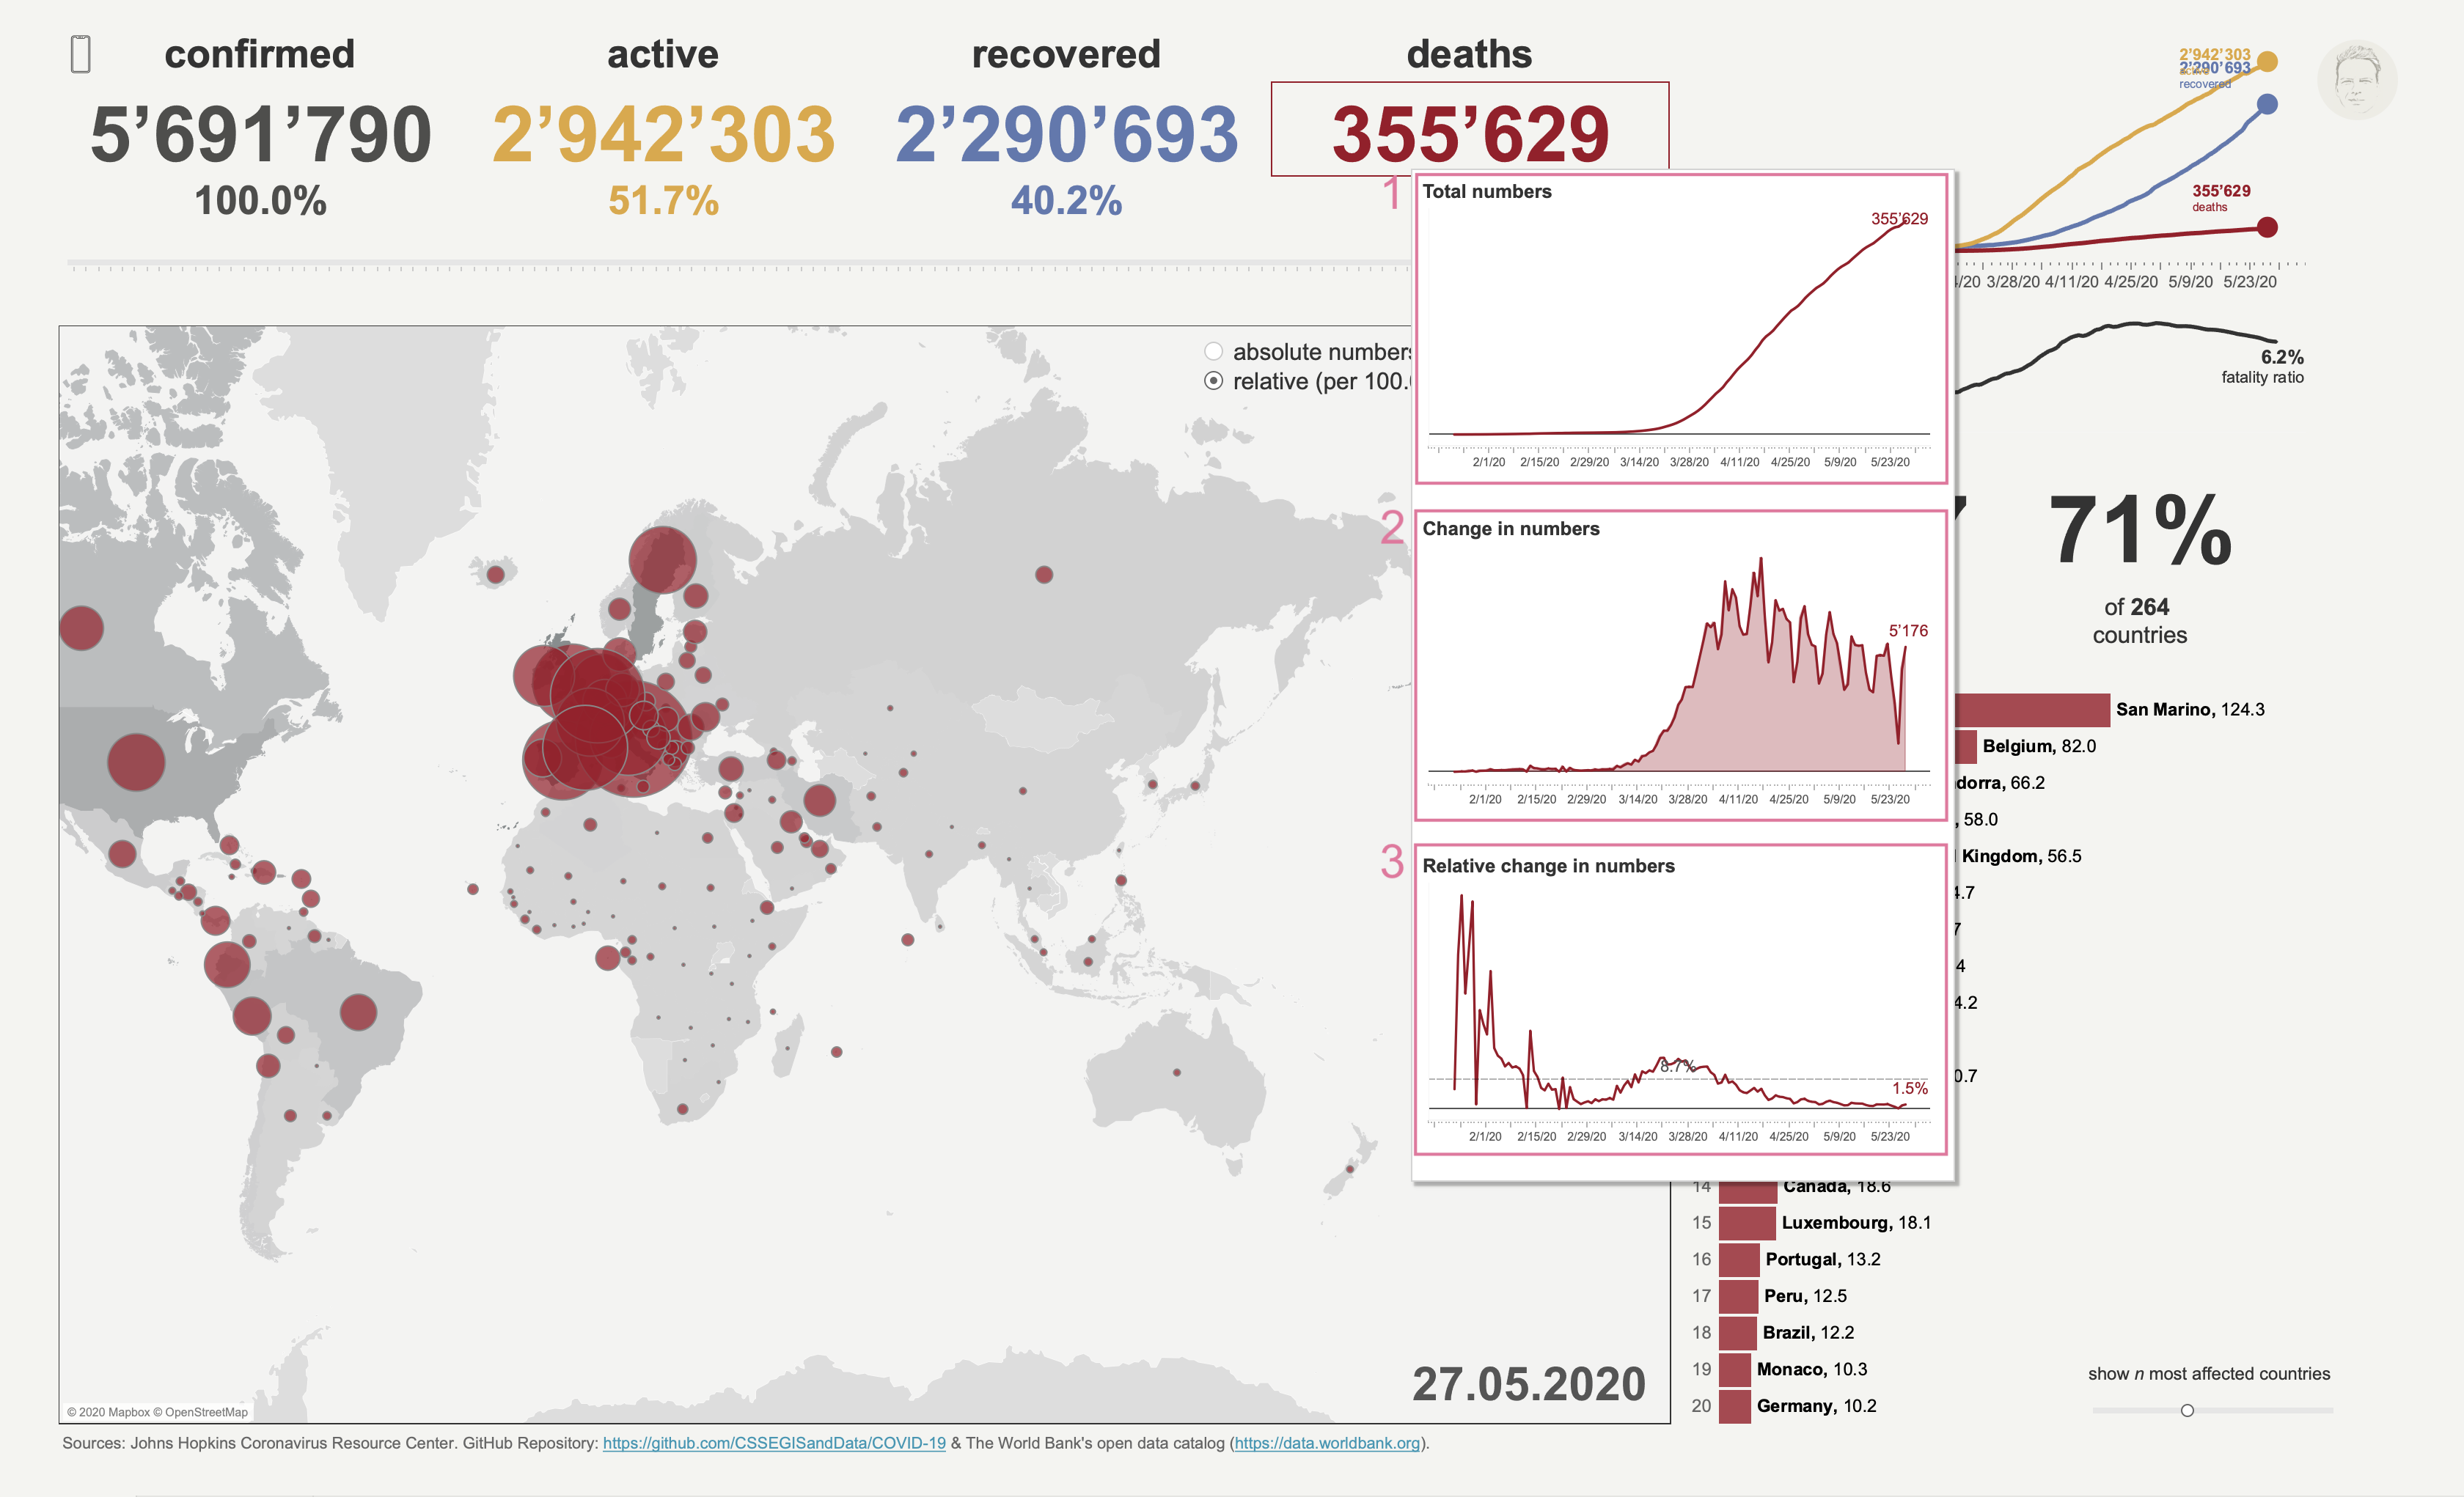 confirmed
5’691’790
100.0%
active
2’942’303
51.7%
recovered
2’290’693
40.2%
deaths
355’629
2’942’303
2’290’693
recovered
355’629
deaths
4/20 3/28/20 4/11/20 4/25/20 5/9/20 5/23/20
6.2%
fatality ratio
1
Total numbers
355’629
2/1/20 2/15/20 2/29/20 3/14/20 3/28/20 4/11/20 4/25/20 5/9/20 5/23/20
2
Change in numbers
5’176
2/1/20 2/15/20 2/29/20 3/14/20 3/28/20 4/11/20 4/25/20 5/9/20 5/23/20
3
Relative change in numbers
8.7%
1.5%
2/1/20 2/15/20 2/29/20 3/14/20 3/28/20 4/11/20 4/25/20 5/9/20 5/23/20
absolute numbers
relative (per 100.
71%
of 264
countries
San Marino, 124.3
Belgium, 82.0
dorra, 66.2
, 58.0
Kingdom, 56.5
4.7
7
4
4.2
0.7
14 Canada, 18.6
15 Luxembourg, 18.1
16 Portugal, 13.2
17 Peru, 12.5
18 Brazil, 12.2
19 Monaco, 10.3
20 Germany, 10.2
show n most affected countries
27.05.2020
© 2020 Mapbox © OpenStreetMap
Sources: Johns Hopkins Coronavirus Resource Center. GitHub Repository: https://github.com/CSSEGISandData/COVID-19 & The World Bank's open data catalog (https://data.worldbank.org).